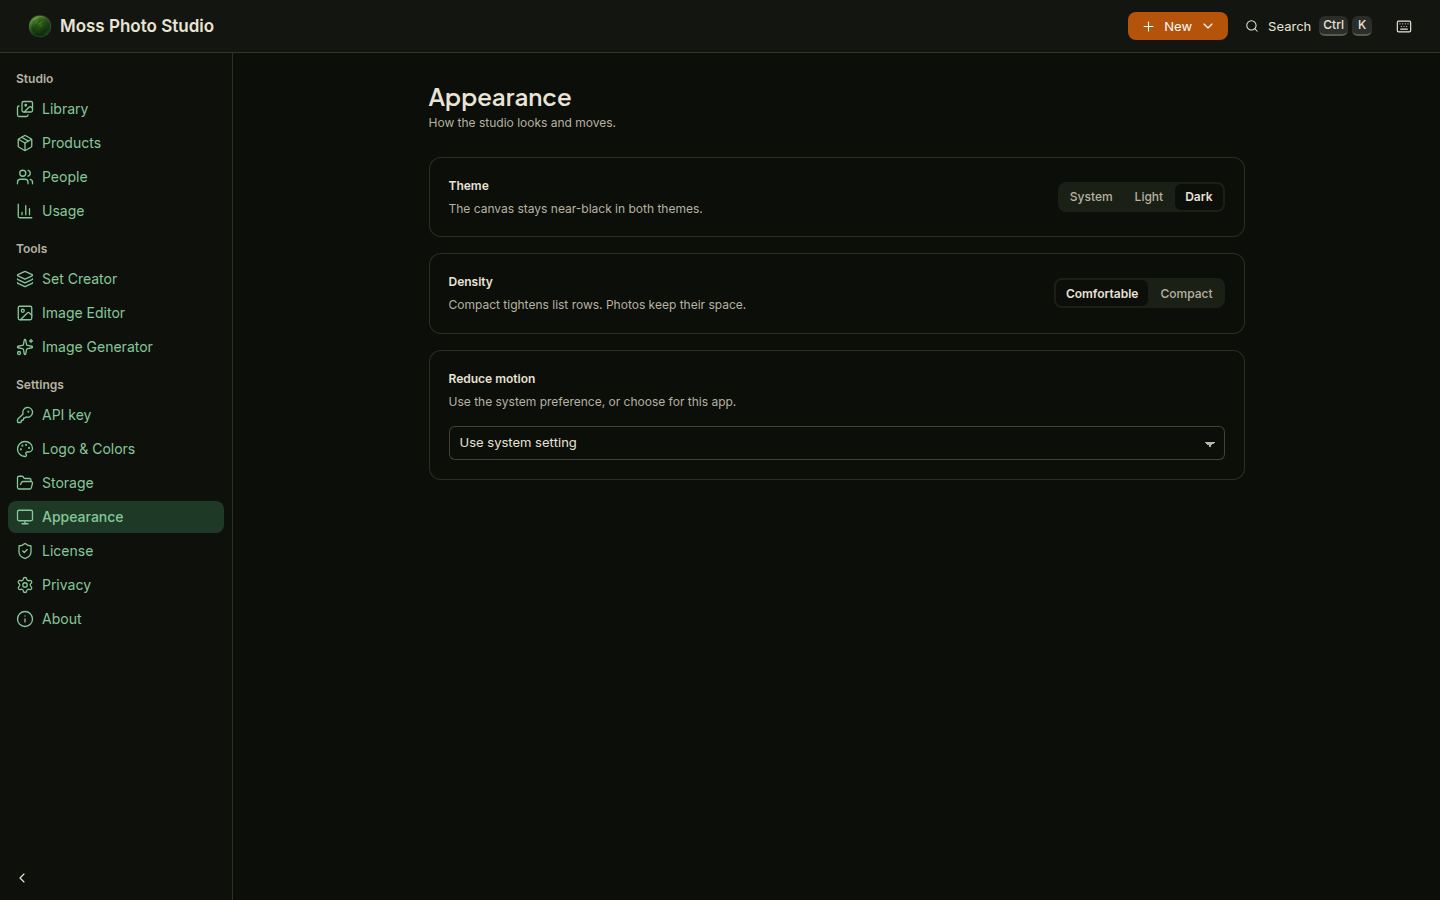 Moss Photo Studio
New
Search Ctrl K
Studio
Library
Products
People
Usage
Tools
Set Creator
Image Editor
Image Generator
Settings
API key
Logo & Colors
Storage
Appearance
License
Privacy
About
Appearance
How the studio looks and moves.
Theme
The canvas stays near-black in both themes.
System Light Dark
Density
Compact tightens list rows. Photos keep their space.
Comfortable Compact
Reduce motion
Use the system preference, or choose for this app.
Use system setting